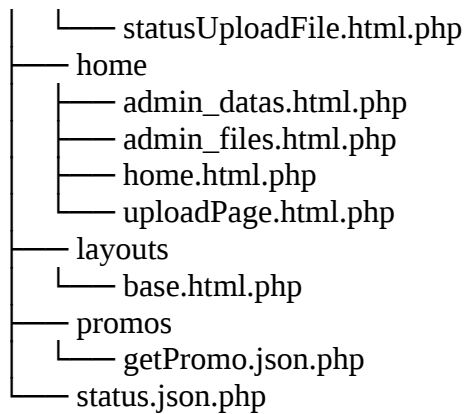 statusUploadFile.html.php
home
admin_datas.html.php
admin_files.html.php
home.html.php
uploadPage.html.php
layouts
base.html.php
promos
getPromo.json.php
status.json.php